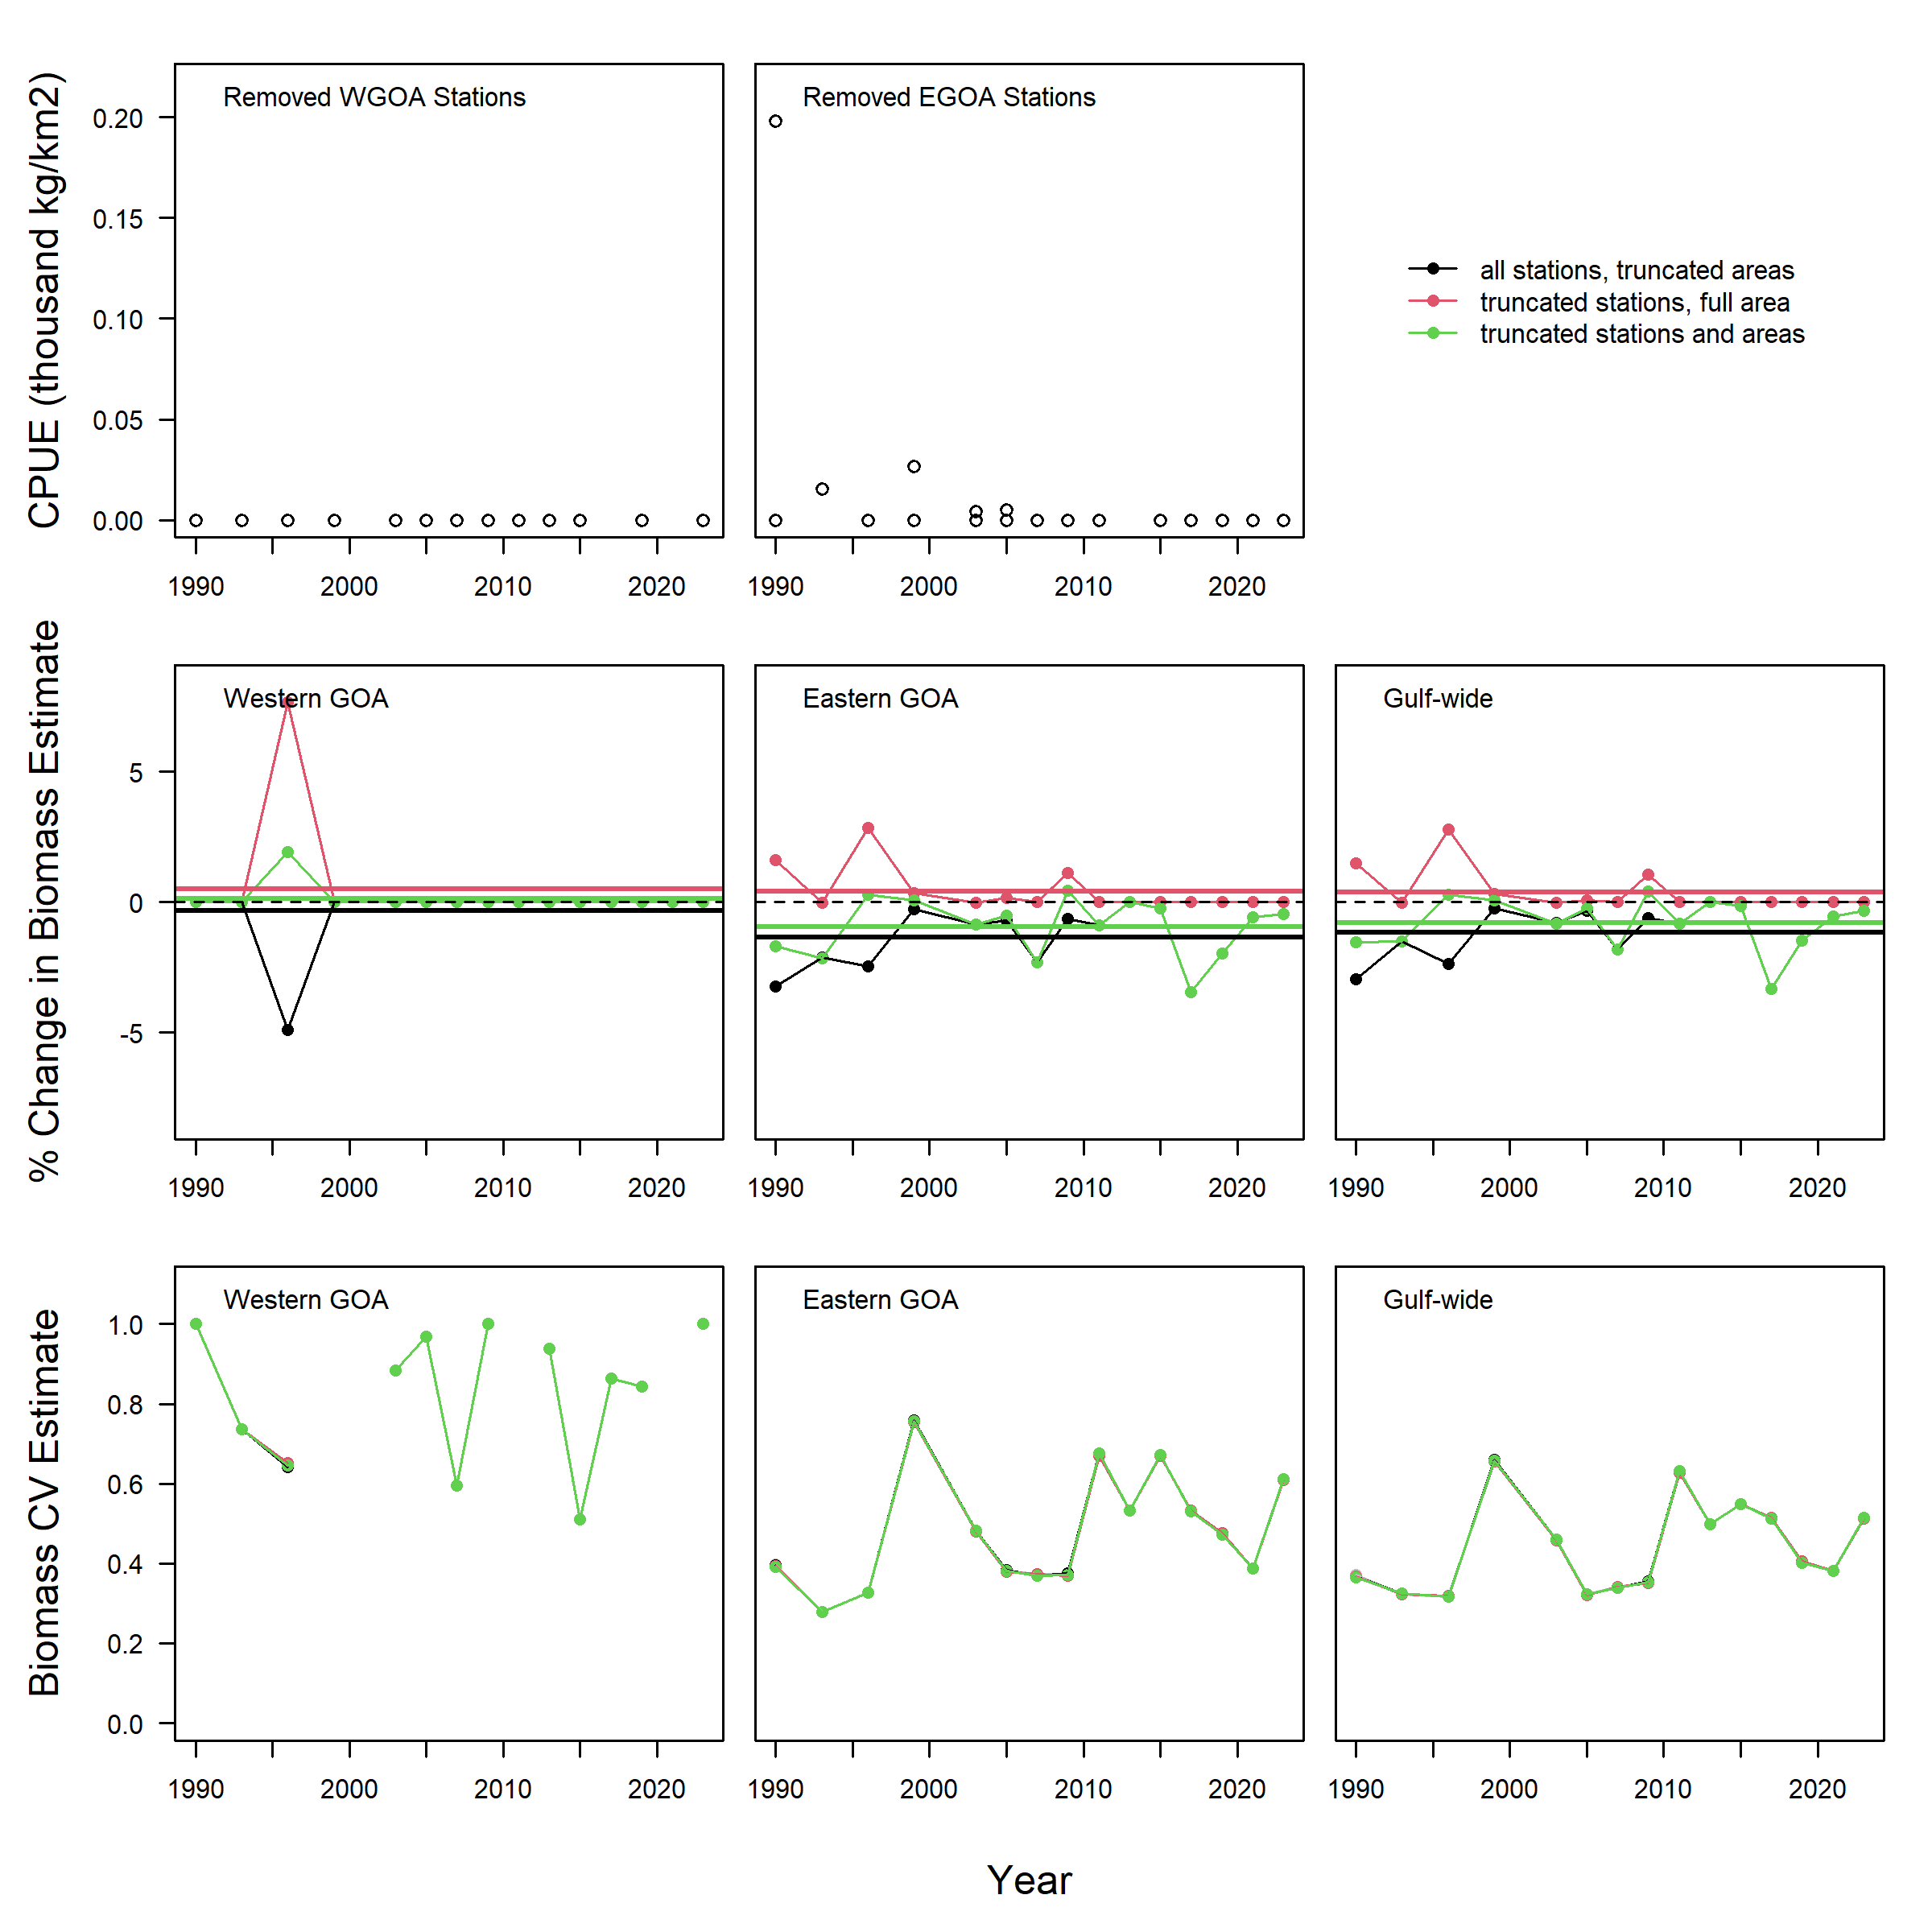 CPUE (thousand kg/km2)
0.20
0.15
0.10
0.05
0.00
Removed WGOA Stations
1990 2000 2010 2020
Removed EGOA Stations
1990 2000 2010 2020
all stations, truncated areas
truncated stations, full area
truncated stations and areas
% Change in Biomass Estimate
5
0
-5
Western GOA
1990 2000 2010 2020
Eastern GOA
1990 2000 2010 2020
Gulf-wide
1990 2000 2010 2020
Biomass CV Estimate
1.0
0.8
0.6
0.4
0.2
0.0
Western GOA
1990 2000 2010 2020
Eastern GOA
1990 2000 2010 2020
Gulf-wide
1990 2000 2010 2020
Year